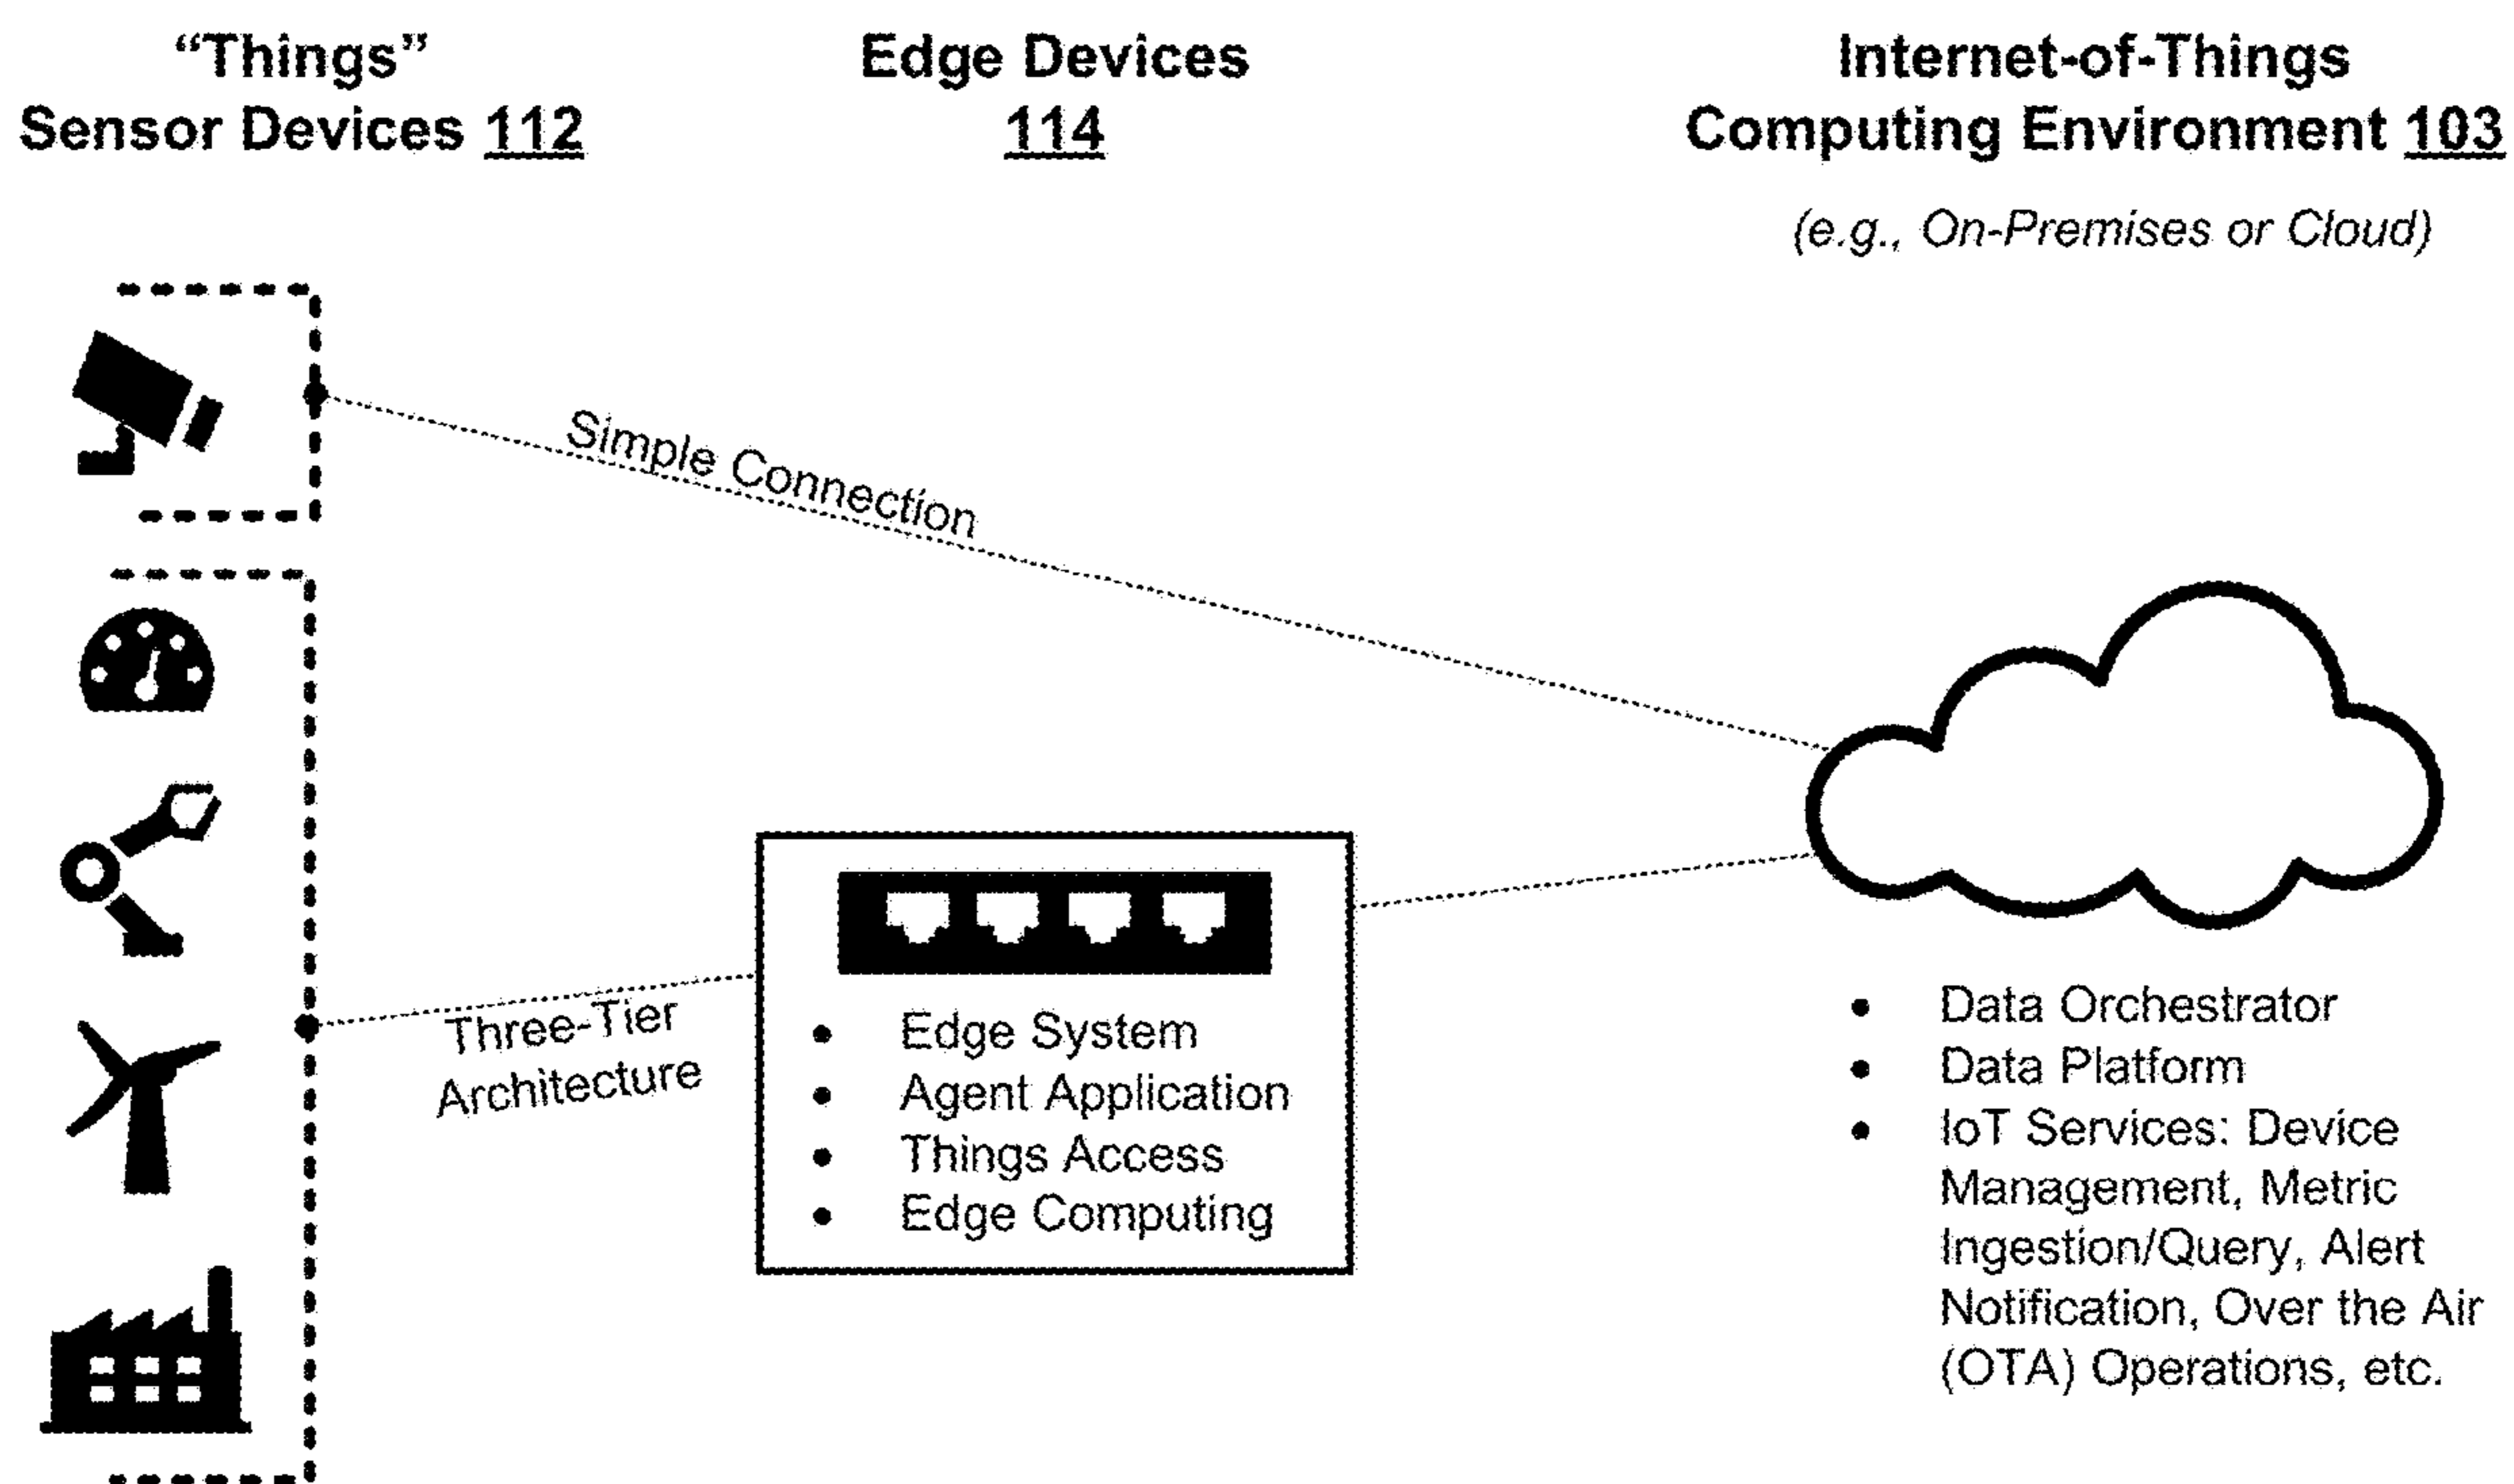 “Things”
Sensor Devices 112
Edge Devices
114
Internet-of-Things
Computing Environment 103
(e.g., On-Premises or Cloud)
Simple Connection
Three-Tier
Architecture
• Edge System
• Agent Application
• Things Access
• Edge Computing
• Data Orchestrator
• Data Platform
• IoT Services: Device
Management, Metric
Ingestion/Query, Alert
Notification, Over the Air
(OTA) Operations, etc.